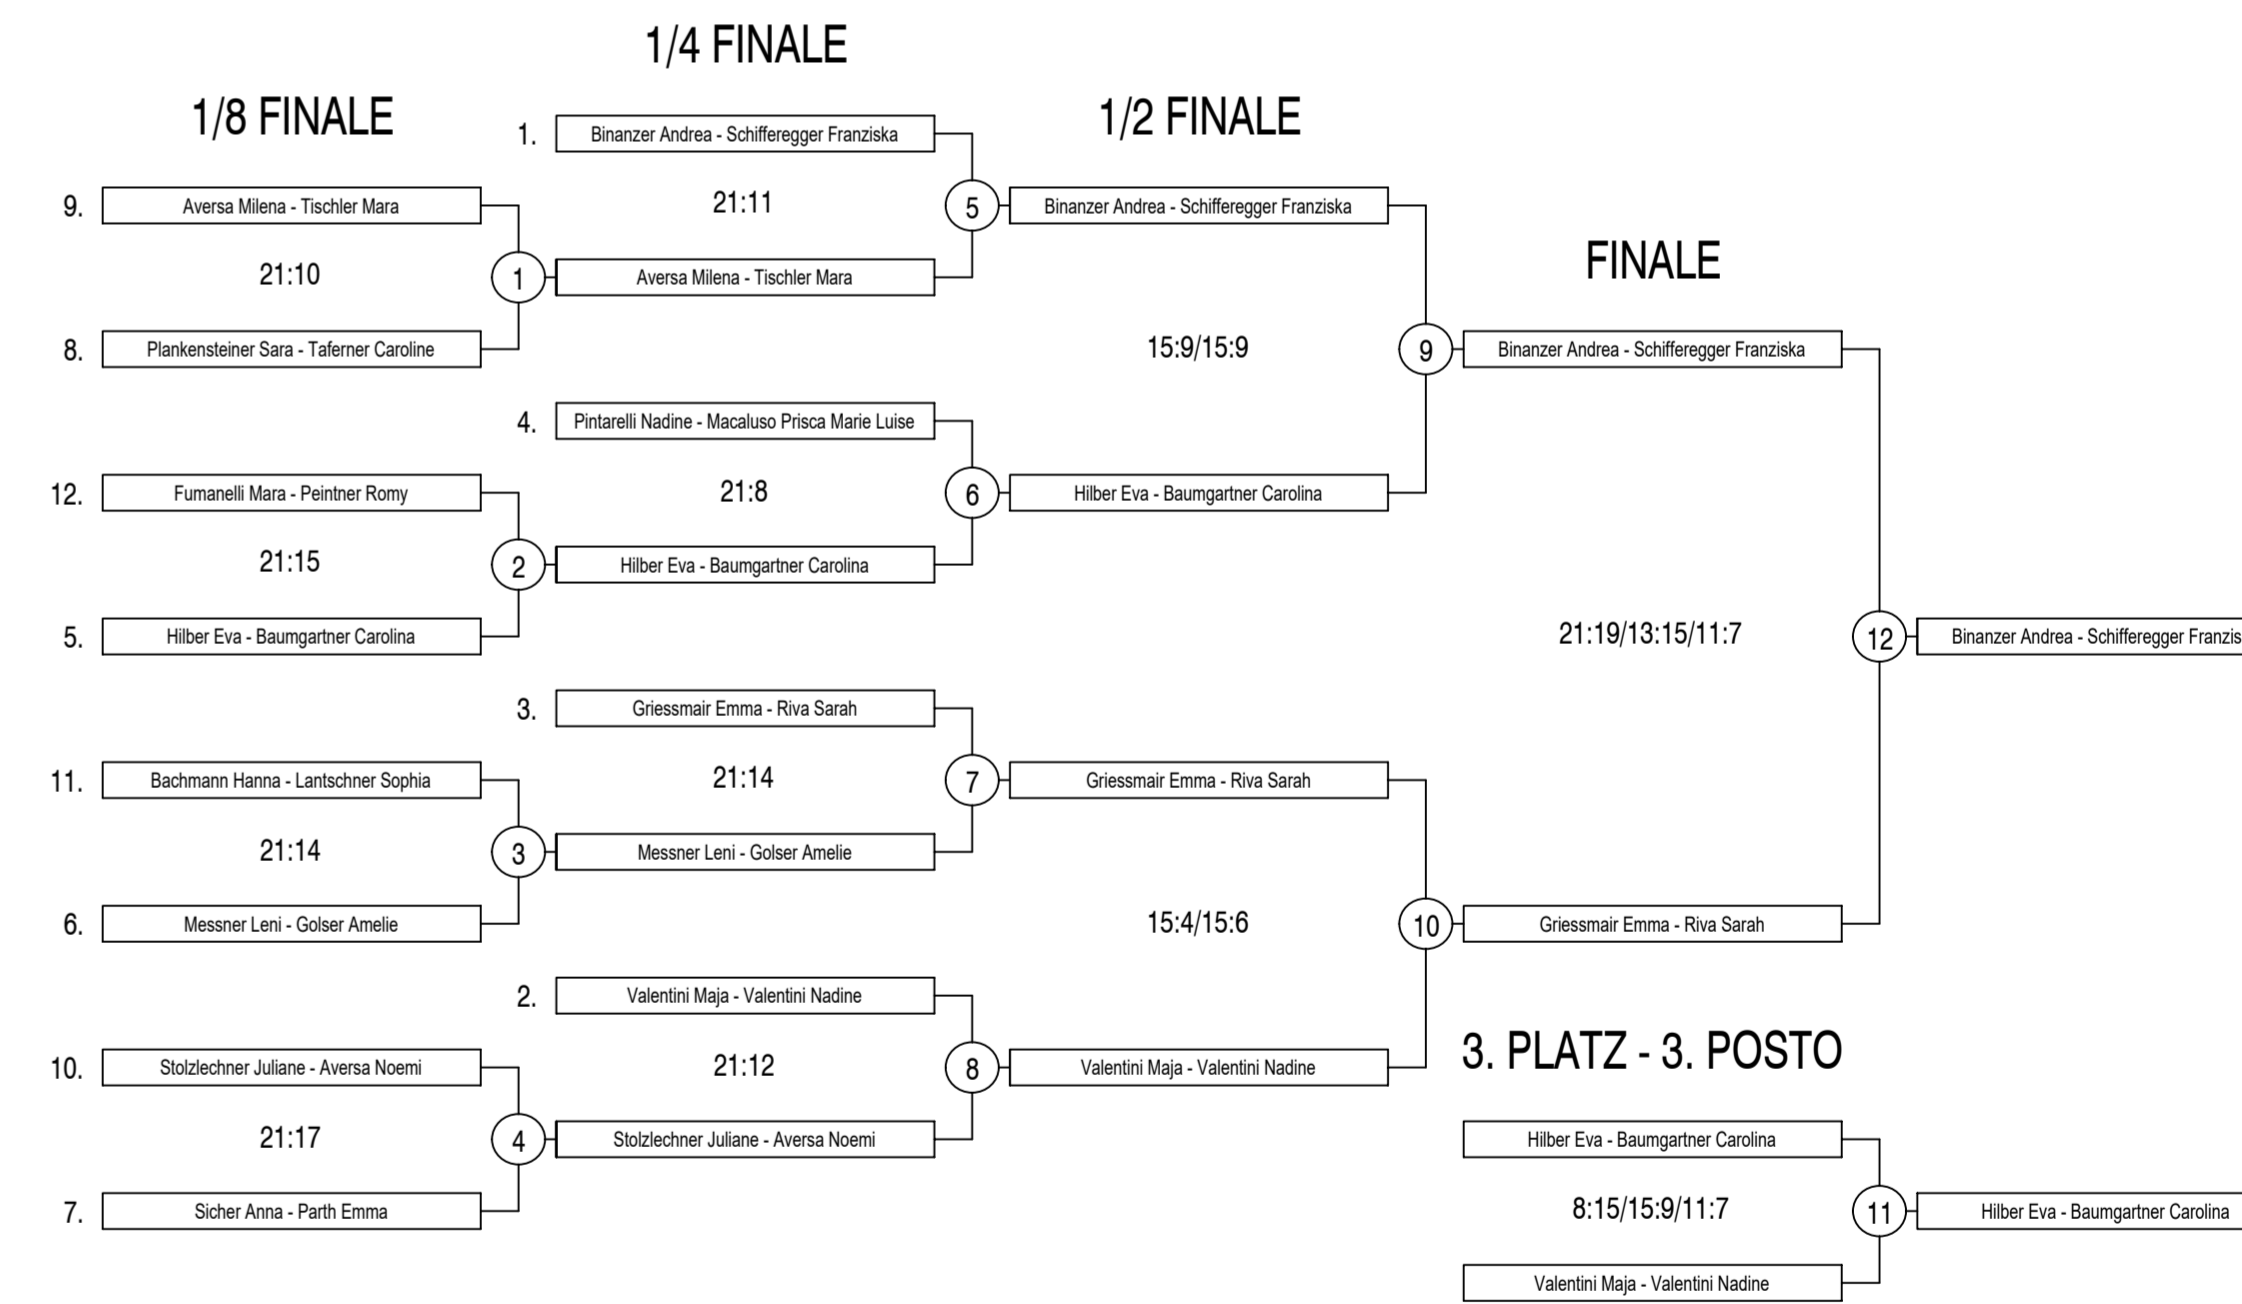 1/4 FINALE
1/8 FINALE
1/2 FINALE
1. Binanzer Andrea - Schifferegger Franziska
9. Aversa Milena - Tischler Mara
21:11
5
Binanzer Andrea - Schifferegger Franziska
FINALE
21:10
1
Aversa Milena - Tischler Mara
8. Plankensteiner Sara - Taferner Caroline
15:9/15:9
9
Binanzer Andrea - Schifferegger Franziska
4. Pintarelli Nadine - Macaluso Prisca Marie Luise
12. Fumanelli Mara - Peintner Romy
21:8
6
Hilber Eva - Baumgartner Carolina
21:15
2
Hilber Eva - Baumgartner Carolina
5. Hilber Eva - Baumgartner Carolina
21:19/13:15/11:7
12
Binanzer Andrea - Schifferegger Franzis
3. Griessmair Emma - Riva Sarah
11. Bachmann Hanna - Lantschner Sophia
21:14
7
Griessmair Emma - Riva Sarah
21:14
3
Messner Leni - Golser Amelie
6. Messner Leni - Golser Amelie
15:4/15:6
10
Griessmair Emma - Riva Sarah
2. Valentini Maja - Valentini Nadine
10. Stolzlechner Juliane - Aversa Noemi
21:12
8
Valentini Maja - Valentini Nadine
3. PLATZ - 3. POSTO
21:17
4
Stolzlechner Juliane - Aversa Noemi
Hilber Eva - Baumgartner Carolina
7. Sicher Anna - Parth Emma
8:15/15:9/11:7
11
Hilber Eva - Baumgartner Carolina
Valentini Maja - Valentini Nadine